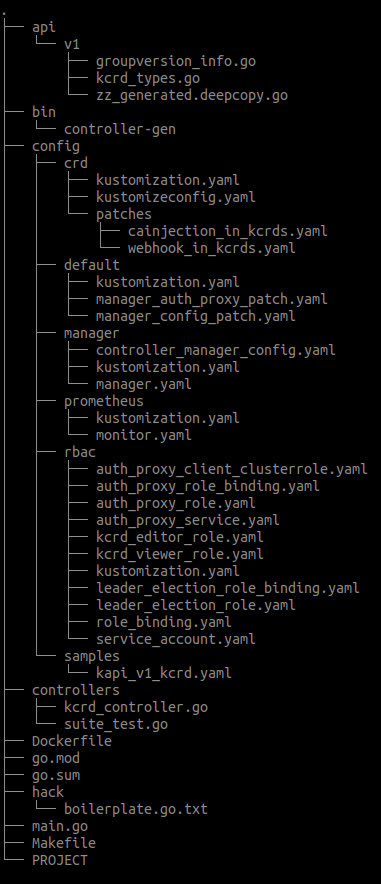 .
├── api
│   └── v1
│       ├── groupversion_info.go
│       ├── kcrd_types.go
│       └── zz_generated.deepcopy.go
├── bin
│   └── controller-gen
├── config
│   ├── crd
│   │   ├── kustomization.yaml
│   │   ├── kustomizeconfig.yaml
│   │   └── patches
│   │       ├── cainjection_in_kcrds.yaml
│   │       └── webhook_in_kcrds.yaml
│   ├── default
│   │   ├── kustomization.yaml
│   │   ├── manager_auth_proxy_patch.yaml
│   │   └── manager_config_patch.yaml
│   ├── manager
│   │   ├── controller_manager_config.yaml
│   │   ├── kustomization.yaml
│   │   └── manager.yaml
│   ├── prometheus
│   │   ├── kustomization.yaml
│   │   └── monitor.yaml
│   ├── rbac
│   │   ├── auth_proxy_client_clusterrole.yaml
│   │   ├── auth_proxy_role_binding.yaml
│   │   ├── auth_proxy_role.yaml
│   │   ├── auth_proxy_service.yaml
│   │   ├── kcrd_editor_role.yaml
│   │   ├── kcrd_viewer_role.yaml
│   │   ├── kustomization.yaml
│   │   ├── leader_election_role_binding.yaml
│   │   ├── leader_election_role.yaml
│   │   ├── role_binding.yaml
│   │   └── service_account.yaml
│   └── samples
│       └── kapi_v1_kcrd.yaml
├── controllers
│   ├── kcrd_controller.go
│   └── suite_test.go
├── Dockerfile
├── go.mod
├── go.sum
├── hack
│   └── boilerplate.go.txt
├── main.go
├── Makefile
└── PROJECT